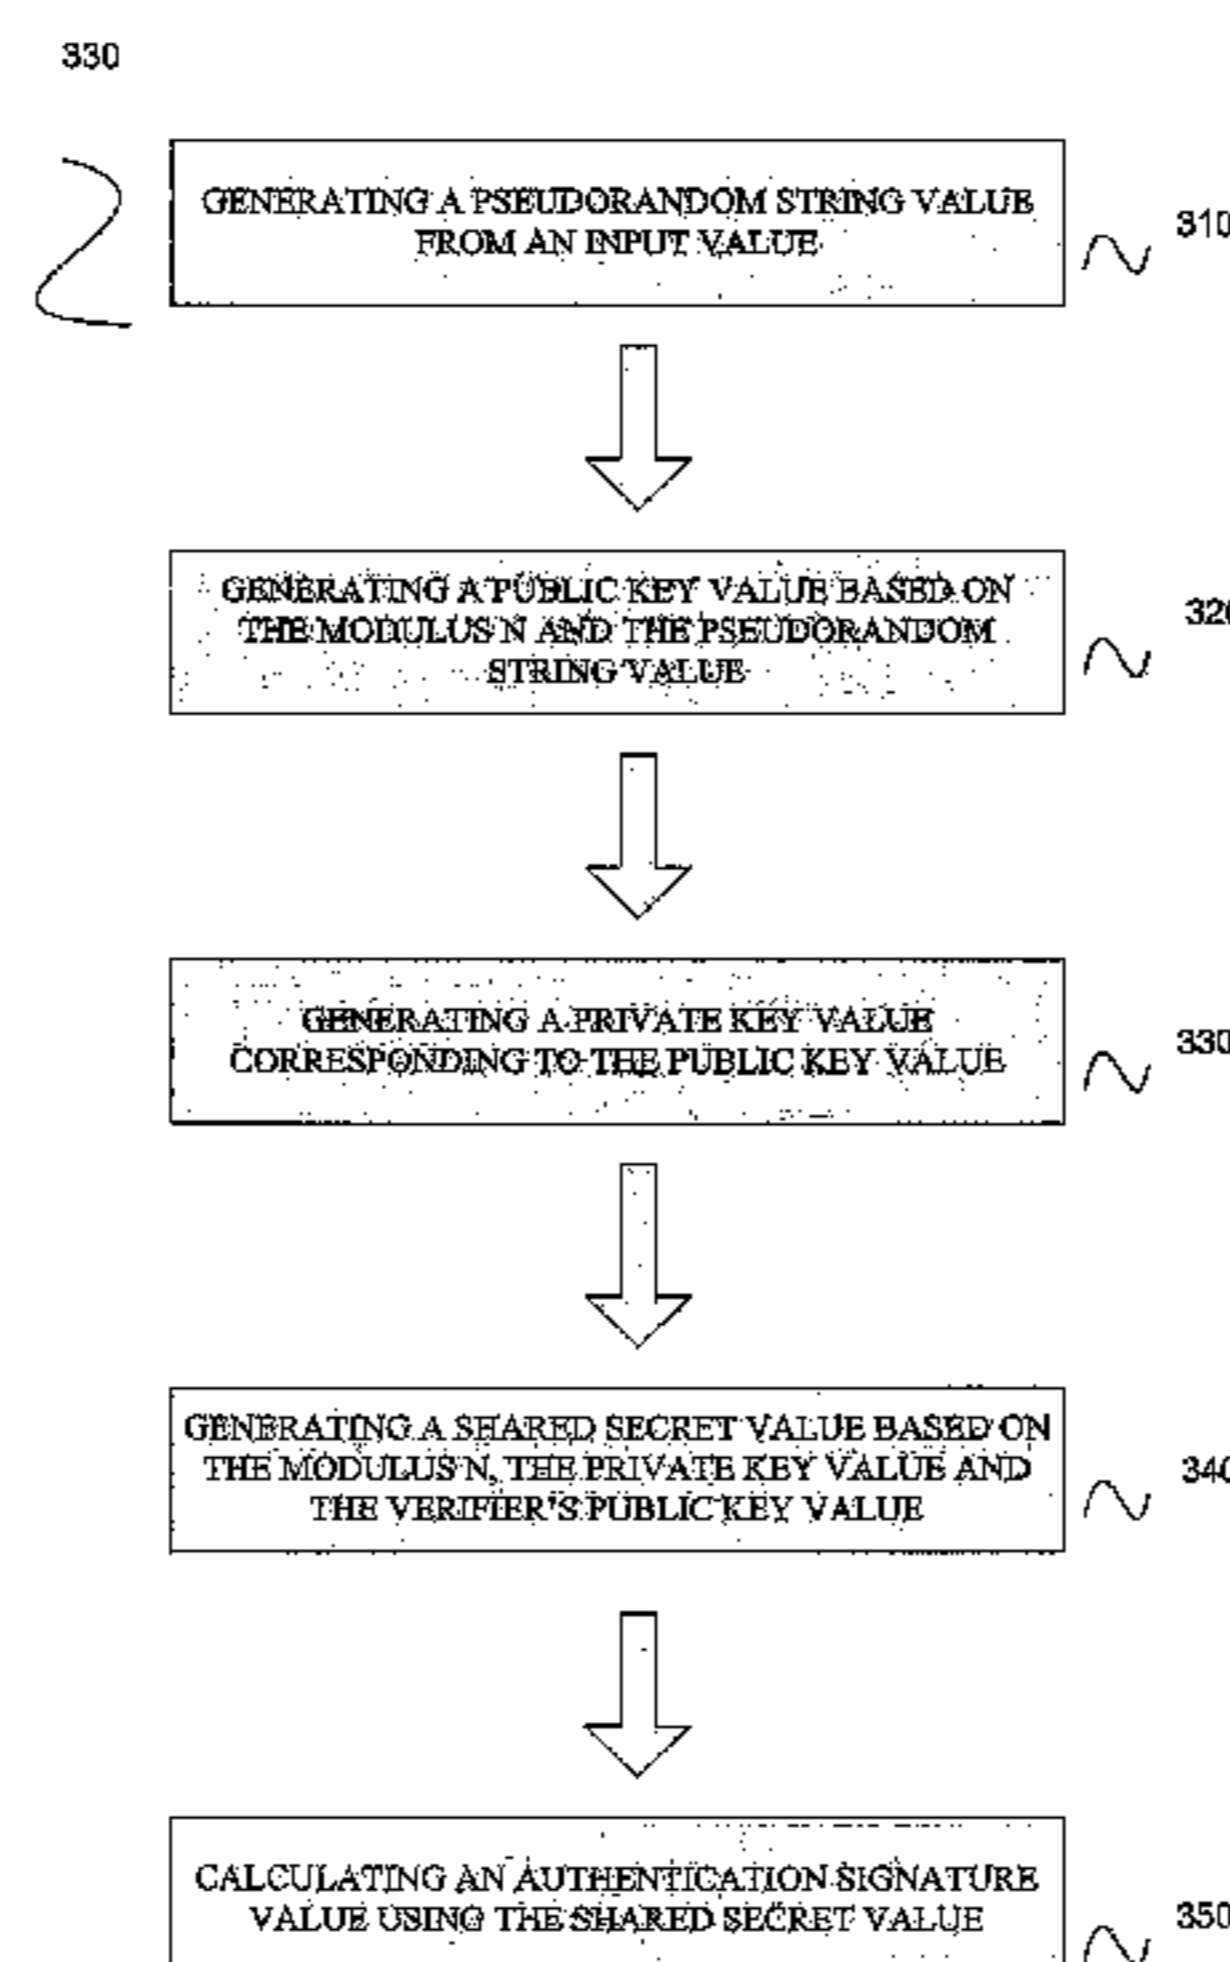 330
GENERATING A PSEUDORANDOM STRING VALUE
FROM AN INPUT VALUE
310
GENERATING A PUBLIC KEY VALUE BASED ON
THE MODULUS N AND THE PSEUDORANDOM
STRING VALUE
320
GENERATING A PRIVATE KEY VALUE
CORRESPONDING TO THE PUBLIC KEY VALUE
330
GENERATING A SHARED SECRET VALUE BASED ON
THE MODULUS N, THE PRIVATE KEY VALUE AND
THE VERIFIER'S PUBLIC KEY VALUE
340
CALCULATING AN AUTHENTICATION SIGNATURE
VALUE USING THE SHARED SECRET VALUE
350